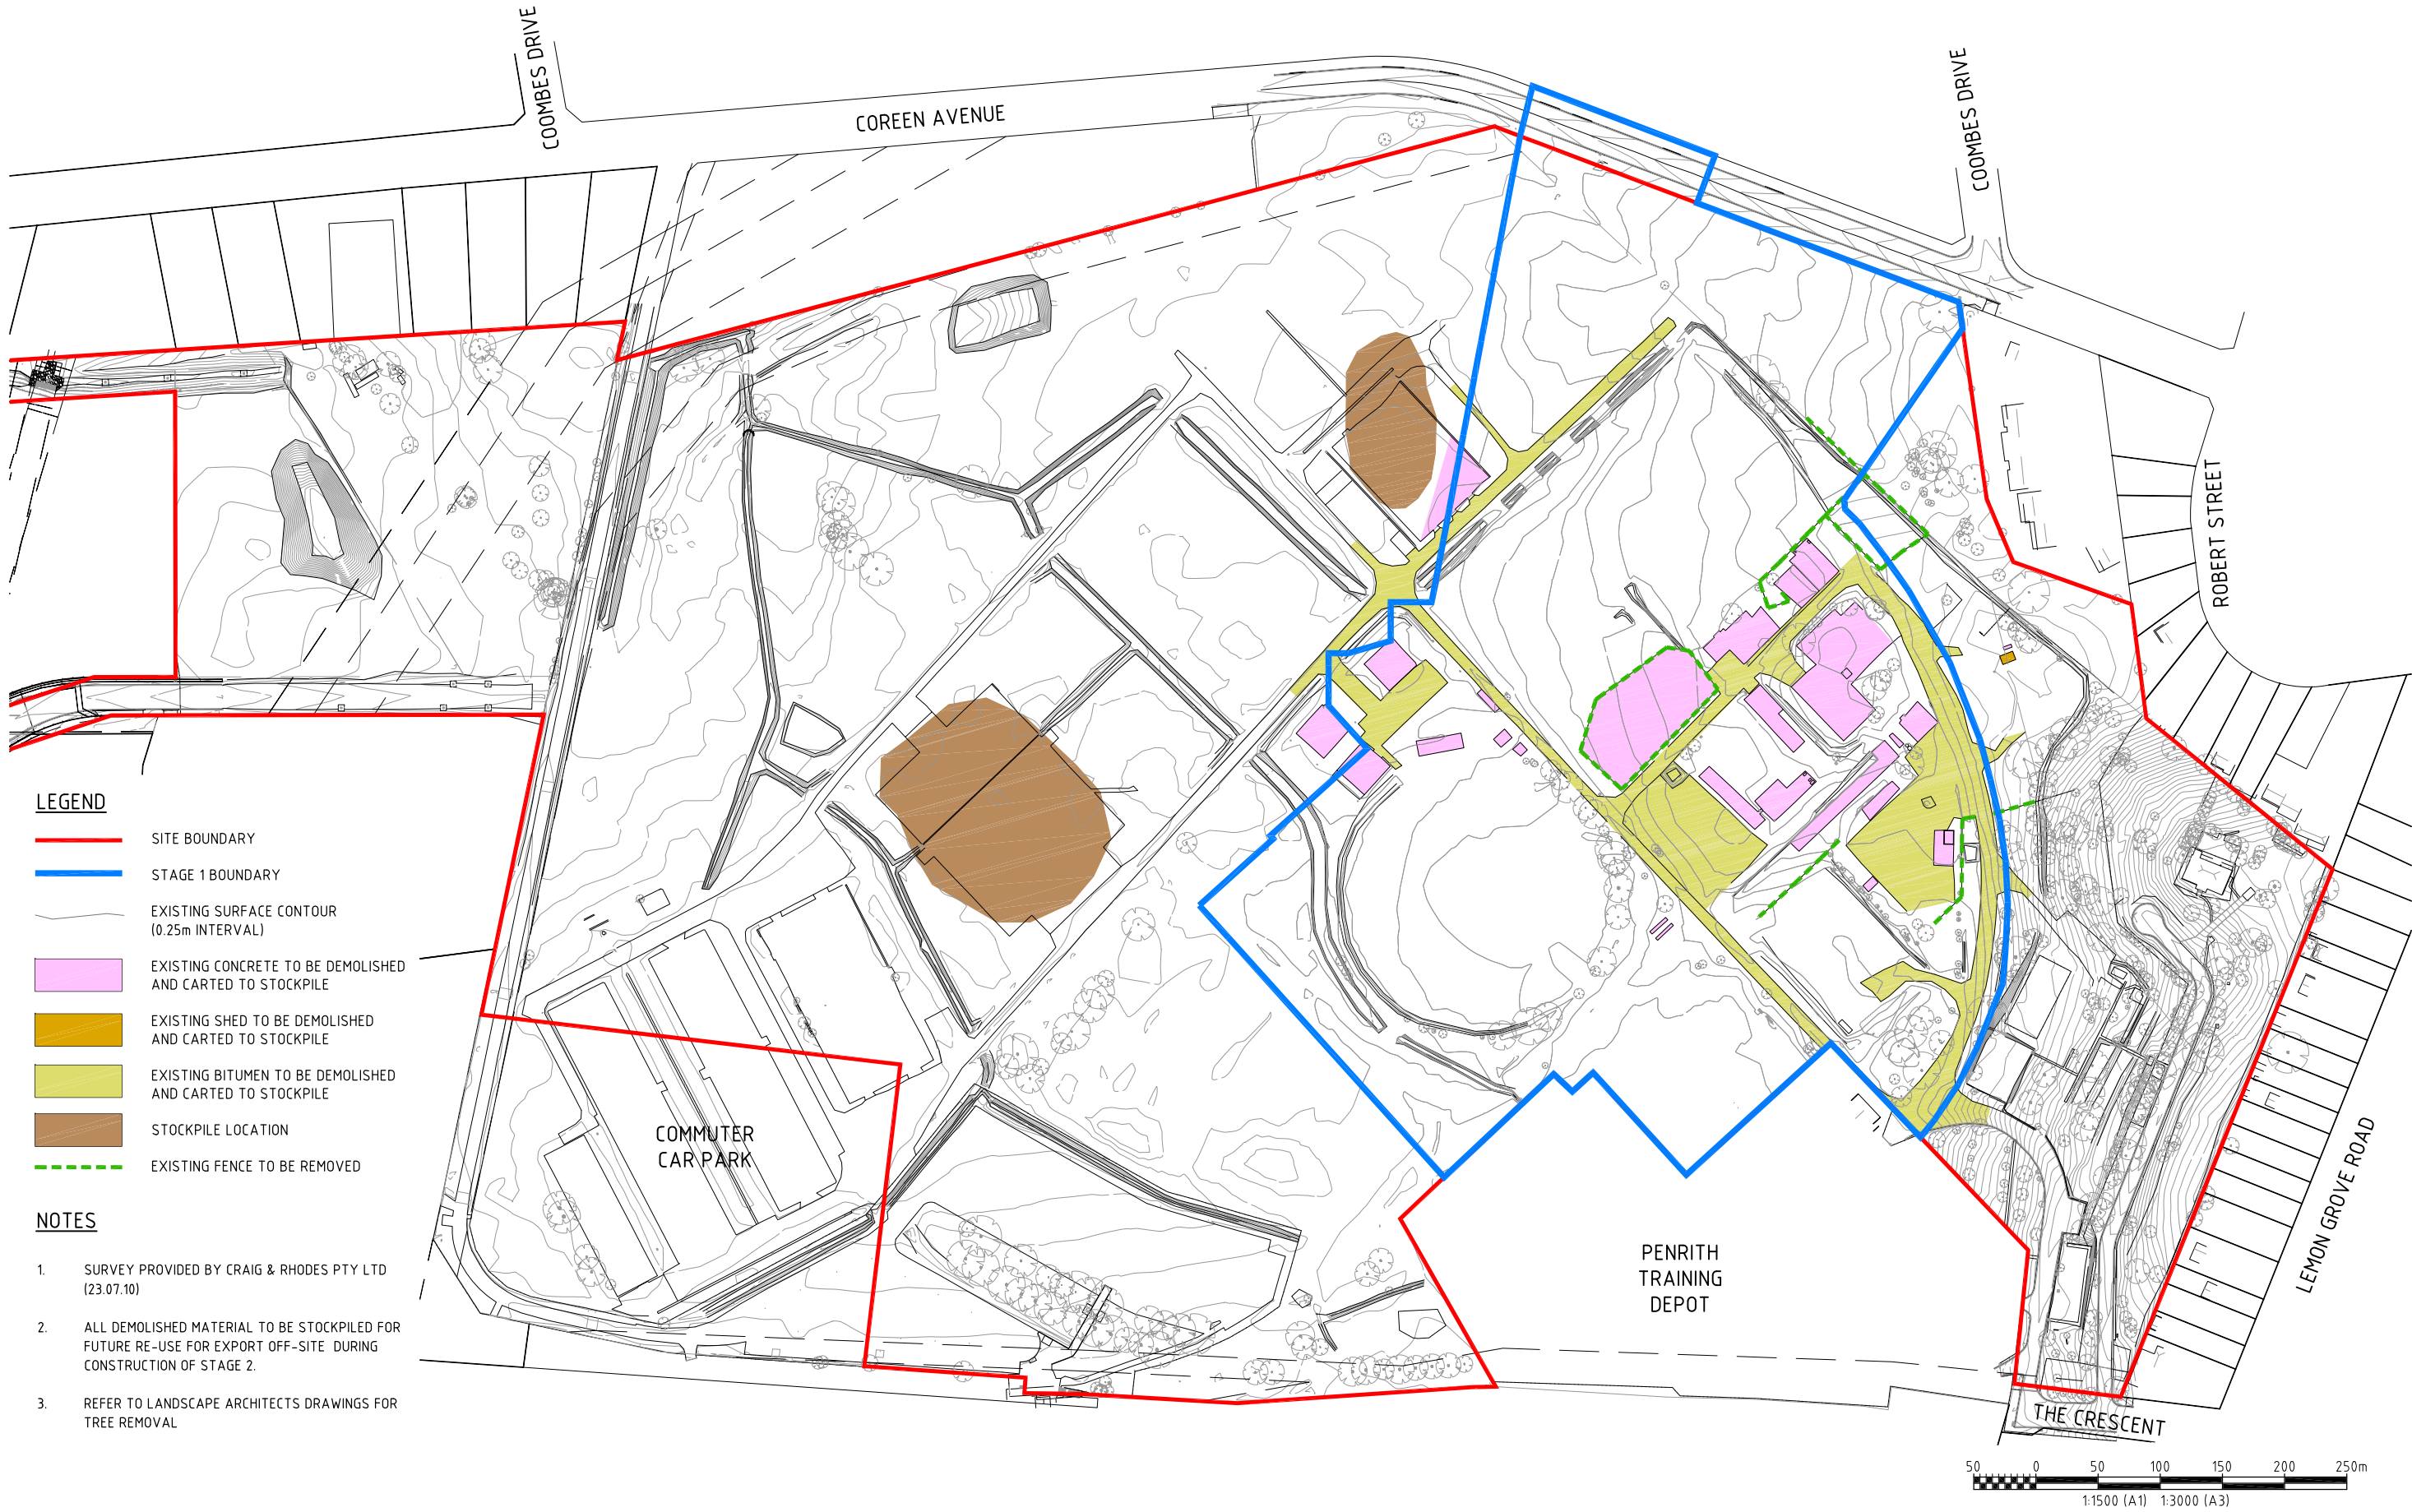 COOMBES DRIVE
COREEN AVENUE
COOMBES DRIVE
ROBERT STREET
LEGEND
SITE BOUNDARY
STAGE 1 BOUNDARY
EXISTING SURFACE CONTOUR
(0.25m INTERVAL)
EXISTING CONCRETE TO BE DEMOLISHED
AND CARTED TO STOCKPILE
EXISTING SHED TO BE DEMOLISHED
AND CARTED TO STOCKPILE
EXISTING BITUMEN TO BE DEMOLISHED
AND CARTED TO STOCKPILE
STOCKPILE LOCATION
EXISTING FENCE TO BE REMOVED
NOTES
1. SURVEY PROVIDED BY CRAIG & RHODES PTY LTD
(23.07.10)
2. ALL DEMOLISHED MATERIAL TO BE STOCKPILED FOR
FUTURE RE-USE FOR EXPORT OFF-SITE DURING
CONSTRUCTION OF STAGE 2.
3. REFER TO LANDSCAPE ARCHITECTS DRAWINGS FOR
TREE REMOVAL
COMMUTER
CAR PARK
PENRITH
TRAINING
DEPOT
LEMON GROVE ROAD
THE CRESCENT
50 0 50 100 150 200 250m
1:1500 (A1) 1:3000 (A3)